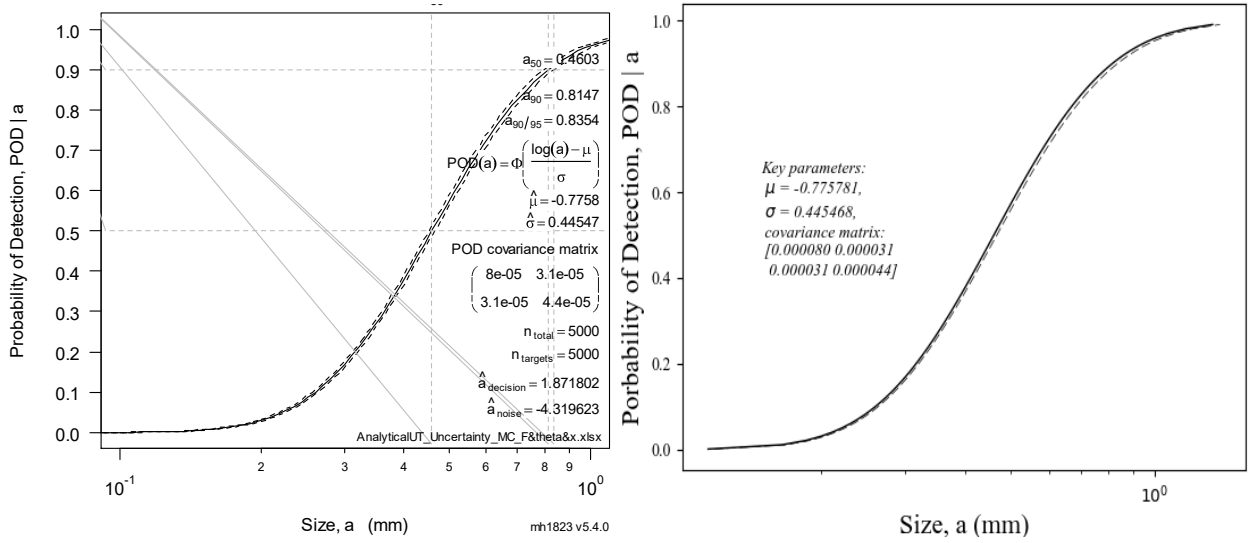 1.0
0.9
0.8
0.7
0.6
0.5
0.4
0.3
0.2
0.1
0.0
Probability of Detection, POD | a
a50 = 0.4603
a90 = 0.8147
a90/95 = 0.8354
POD(a) = Φ( (log(a) − μ) / σ )
μ̂ = -0.7758
σ̂ = 0.44547
POD covariance matrix
8e-05 3.1e-05
3.1e-05 4.4e-05
n total = 5000
n targets = 5000
â decision = 1.871802
â noise = -4.319623
AnalyticalUT_Uncertainty_MC_F&theta&x.xlsx
2 3 4 5 6 7 8 9
10-1 100
Size, a (mm)
mh1823 v5.4.0
1.0
0.8
0.6
0.4
0.2
0.0
Porbability of Detection, POD | a
Key parameters:
μ = -0.775781,
σ = 0.445468,
covariance matrix:
[0.000080 0.000031
0.000031 0.000044]
100
Size, a (mm)